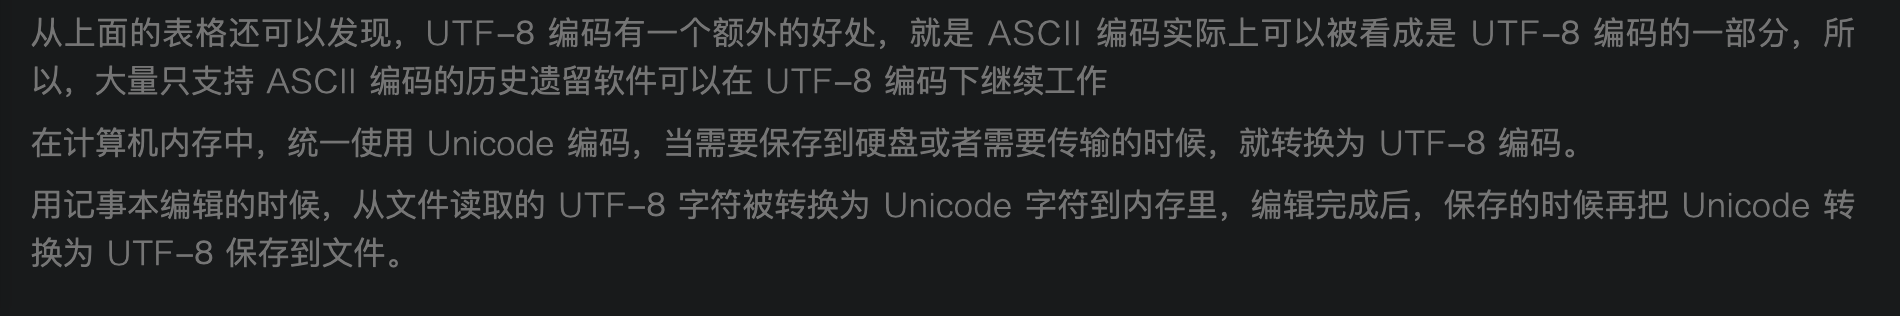 从上面的表格还可以发现，UTF-8 编码有一个额外的好处，就是 ASCII 编码实际上可以被看成是 UTF-8 编码的一部分，所
以，大量只支持 ASCII 编码的历史遗留软件可以在 UTF-8 编码下继续工作
在计算机内存中，统一使用 Unicode 编码，当需要保存到硬盘或者需要传输的时候，就转换为 UTF-8 编码。
用记事本编辑的时候，从文件读取的 UTF-8 字符被转换为 Unicode 字符到内存里，编辑完成后，保存的时候再把 Unicode 转
换为 UTF-8 保存到文件。